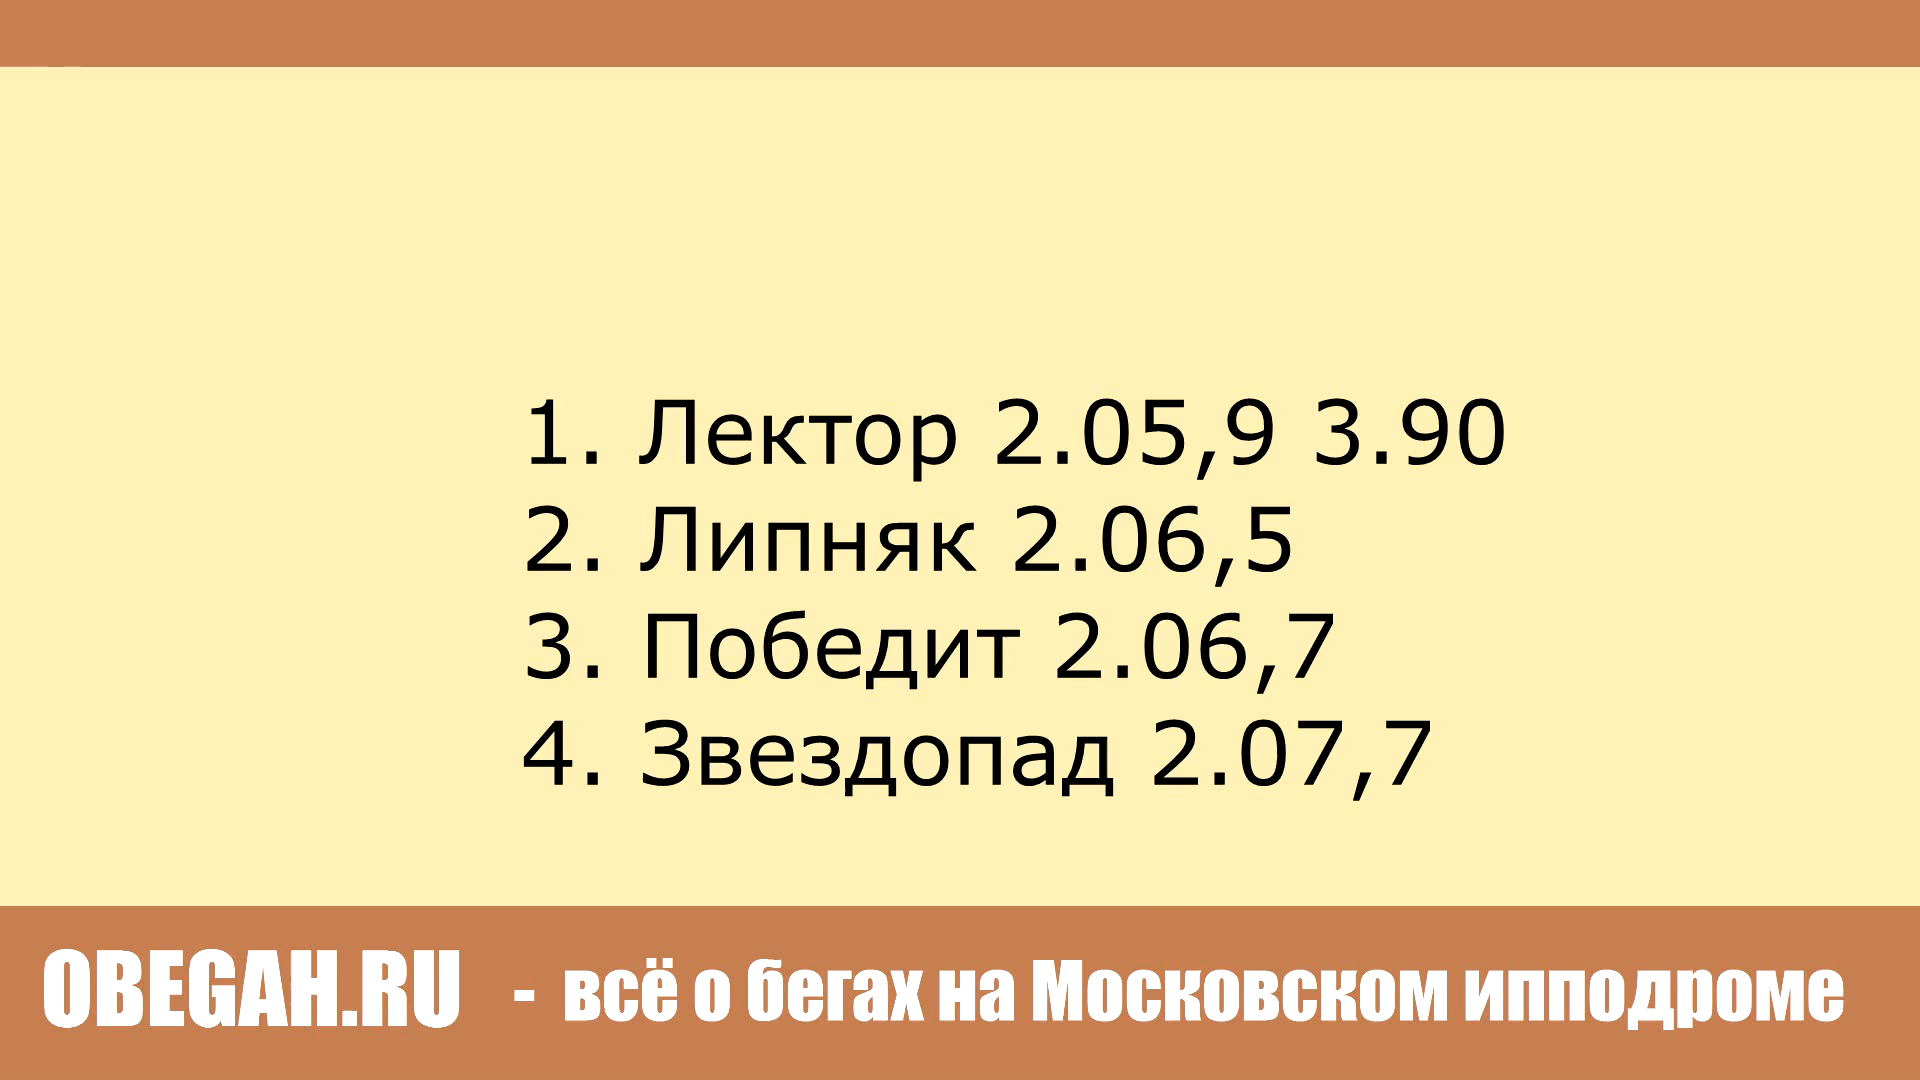 1. Лектор 2.05,9 3.90
2. Липняк 2.06,5
3. Победит 2.06,7
4. Звездопад 2.07,7
OBEGAH.RU - всё о бегах на Московском ипподроме